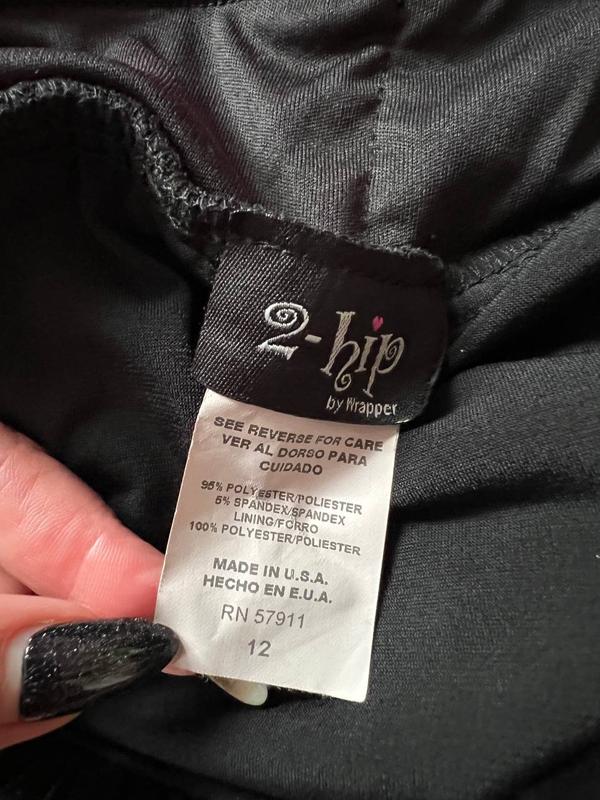 2-hip
by Wrapper
SEE REVERSE FOR CARE
VER AL DORSO PARA
CUIDADO
95% POLYESTER/POLIESTER
5% SPANDEX/SPANDEX
LINING/FORRO
100% POLYESTER/POLIESTER
MADE IN U.S.A.
HECHO EN E.U.A.
RN 57911
12